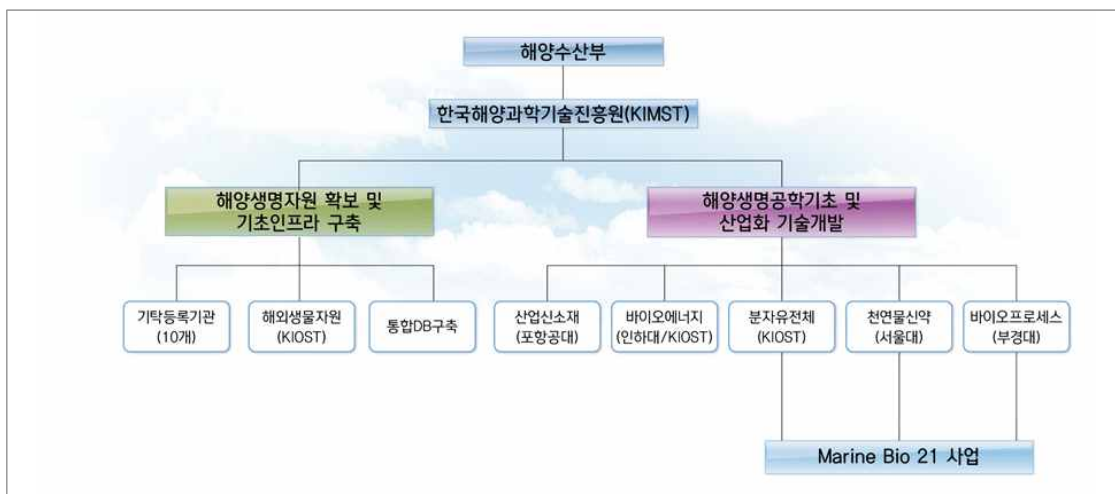 해양수산부
한국해양과학기술진흥원(KIMST)
해양생명자원 확보 및
기초인프라 구축
해양생명공학기초 및
산업화 기술개발
기탁등록기관
(10개)
해외생물자원
(KIOST)
통합DB구축
산업신소재
(포항공대)
바이오에너지
(인하대/KIOST)
분자유전체
(KIOST)
천연물신약
(서울대)
바이오프로세스
(부경대)
Marine Bio 21 사업